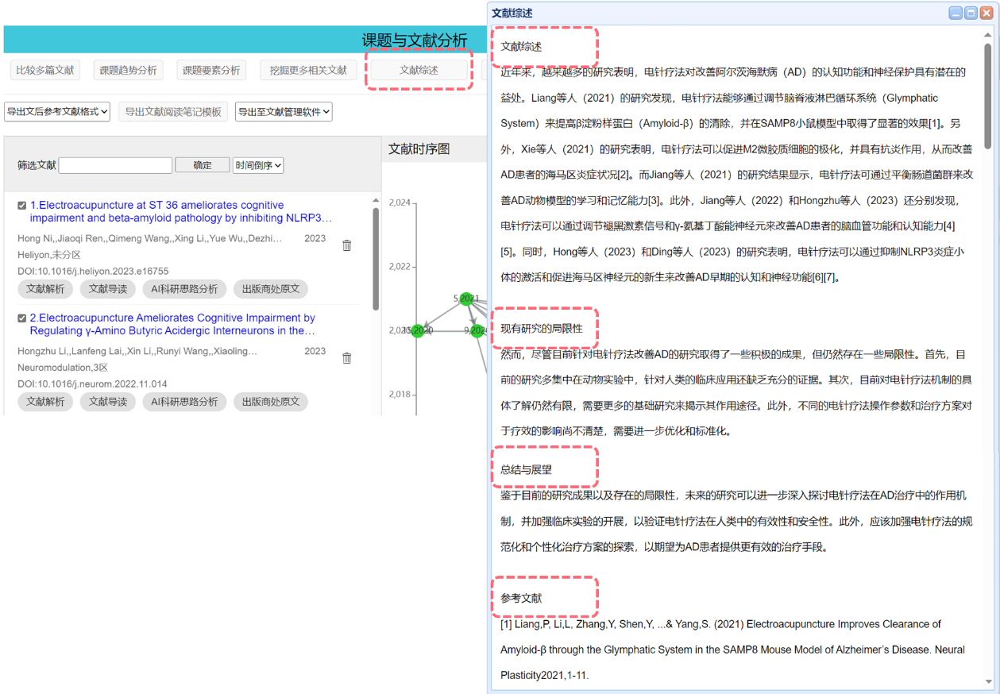 课题与文献分析
比较多篇文献
课题趋势分析
课题要素分析
挖掘更多相关文献
文献综述
导出文后参考文献格式
导出文献阅读笔记模板
导出至文献管理软件
筛选文献
确定
时间倒序
1.Electroacupuncture at ST 36 ameliorates cognitive
impairment and beta-amyloid pathology by inhibiting NLRP3…
Hong Ni,,Jiaoqi Ren,,Qimeng Wang,,Xing Li,,Yue Wu,,Dezhi…
2023
Heliyon,未分区
DOI:10.1016/j.heliyon.2023.e16755
文献解析
文献导读
AI科研思路分析
出版商处原文
2.Electroacupuncture Ameliorates Cognitive Impairment by
Regulating γ-Amino Butyric Acidergic Interneurons in the…
Hongzhu Li,,Lanfeng Lai,,Xin Li,,Runyi Wang,,Xiaoling…
2023
Neuromodulation,3区
DOI:10.1016/j.neurom.2022.11.014
文献解析
文献导读
AI科研思路分析
出版商处原文
文献时序图
2,024
2,022
5,2021
15,2020
2,018
文献综述
文献综述
近年来，越来越多的研究表明，电针疗法对改善阿尔茨海默病（AD）的认知功能和神经保护具有潜在的
益处。Liang等人（2021）的研究发现，电针疗法能够通过调节脑脊液淋巴循环系统（Glymphatic
System）来提高β淀粉样蛋白（Amyloid-β）的清除，并在SAMP8小鼠模型中取得了显著的效果[1]。另
外，Xie等人（2021）的研究表明，电针疗法可以促进M2微胶质细胞的极化，并具有抗炎作用，从而改善
AD患者的海马区炎症状况[2]。而Jiang等人（2021）的研究结果显示，电针疗法可通过平衡肠道菌群来改
善AD动物模型的学习和记忆能力[3]。此外，Jiang等人（2022）和Hongzhu等人（2023）还分别发现，
电针疗法可以通过调节褪黑激素信号和γ-氨基丁酸能神经元来改善AD患者的脑血管功能和认知能力[4]
[5]。同时，Hong等人（2023）和Ding等人（2023）的研究表明，电针疗法可以通过抑制NLRP3炎症小
体的激活和促进海马区神经元的新生来改善AD早期的认知和神经功能[6][7]。
现有研究的局限性
然而，尽管目前针对电针疗法改善AD的研究取得了一些积极的成果，但仍然存在一些局限性。首先，目
前的研究多集中在动物实验中，针对人类的临床应用还缺乏充分的证据。其次，目前对电针疗法机制的具
体了解仍然有限，需要更多的基础研究来揭示其作用途径。此外，不同的电针疗法操作参数和治疗方案对
于疗效的影响尚不清楚，需要进一步优化和标准化。
总结与展望
鉴于目前的研究成果以及存在的局限性，未来的研究可以进一步深入探讨电针疗法在AD治疗中的作用机
制，并加强临床实验的开展，以验证电针疗法在人类中的有效性和安全性。此外，应该加强电针疗法的规
范化和个性化治疗方案的探索，以期望为AD患者提供更有效的治疗手段。
参考文献
[1] Liang,P, Li,L, Zhang,Y, Shen,Y, ...& Yang,S. (2021) Electroacupuncture Improves Clearance of
Amyloid-β through the Glymphatic System in the SAMP8 Mouse Model of Alzheimer's Disease. Neural
Plasticity2021,1-11.